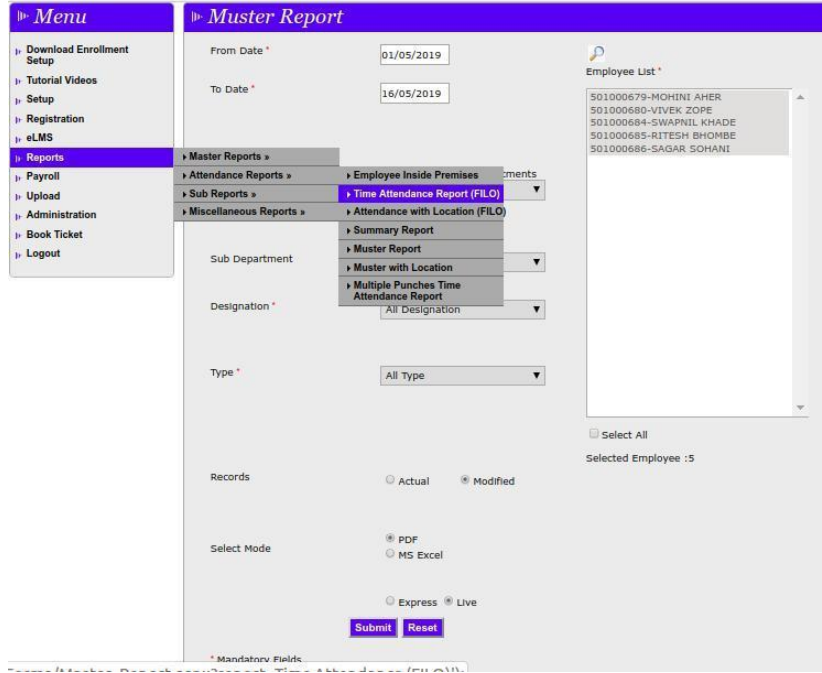 Menu
Download Enrollment
Setup
Tutorial Videos
Setup
Registration
eLMS
Reports
Payroll
Upload
Administration
Book Ticket
Logout
Muster Report
From Date *
01/05/2019
To Date *
16/05/2019
Employee List *
501000679-MOHINI AHER
501000680-VIVEK ZOPE
501000684-SWAPNIL KHADE
501000685-RITESH BHOMBE
501000686-SAGAR SOHANI
Master Reports »
Attendance Reports »
Sub Reports »
Miscellaneous Reports »
Employee Inside Premises
Time Attendance Report (FILO)
Attendance with Location (FILO)
Summary Report
Muster Report
Muster with Location
Multiple Punches Time
Attendance Report
Sub Department
Designation *
All Designation
Type *
All Type
Select All
Selected Employee :5
Records
Actual
Modified
Select Mode
PDF
MS Excel
Express
Live
Submit
Reset
* Mandatory Fields